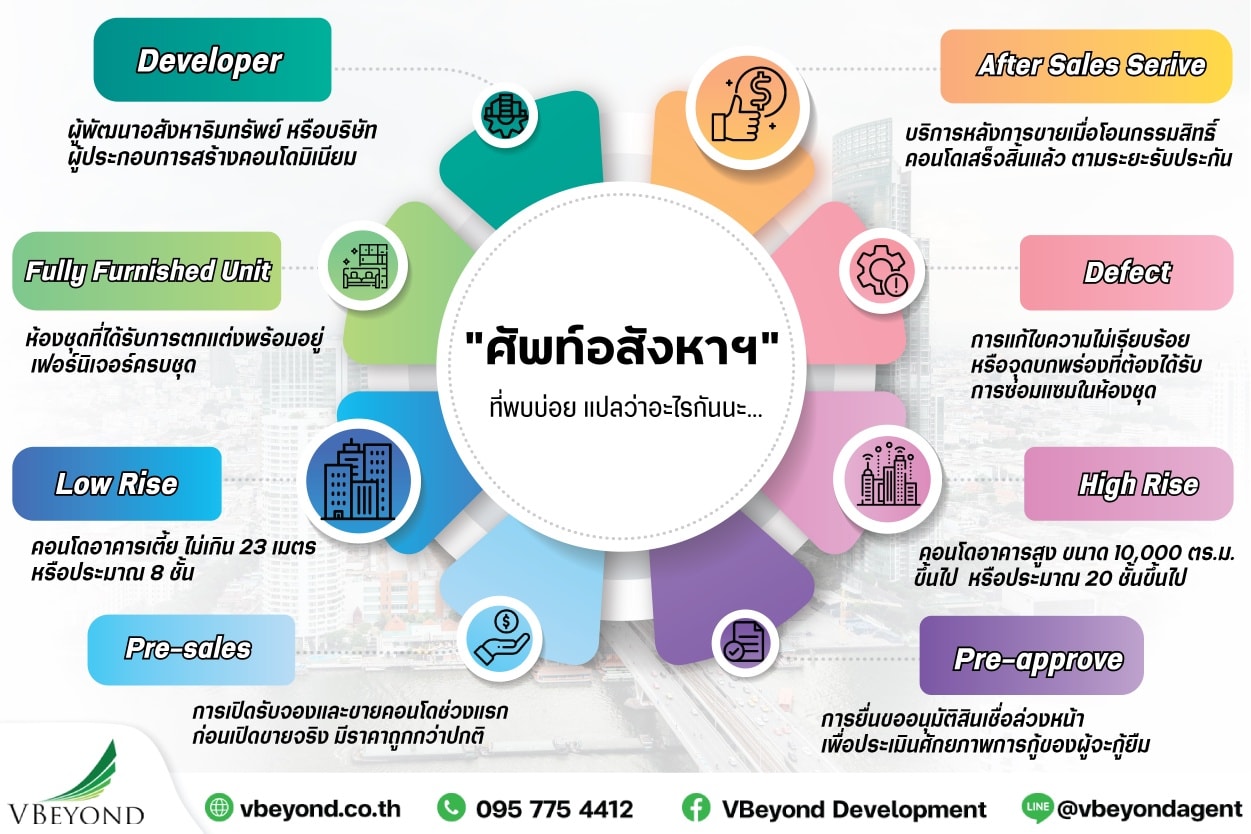 Developer
ผู้พัฒนาอสังหาริมทรัพย์ หรือบริษัท
ผู้ประกอบการสร้างคอนโดมิเนียม
After Sales Serive
บริการหลังการขายเมื่อโอนกรรมสิทธิ์
คอนโดเสร็จสิ้นแล้ว ตามระยะรับประกัน
Fully Furnished Unit
ห้องชุดที่ได้รับการตกแต่งพร้อมอยู่
เฟอร์นิเจอร์ครบชุด
Defect
การแก้ไขความไม่เรียบร้อย
หรือจุดบกพร่องที่ต้องได้รับ
การซ่อมแซมในห้องชุด
"ศัพท์อสังหาฯ"
ที่พบบ่อย แปลว่าอะไรกันนะ...
Low Rise
คอนโดอาคารเตี้ย ไม่เกิน 23 เมตร
หรือประมาณ 8 ชั้น
High Rise
คอนโดอาคารสูง ขนาด 10,000 ตร.ม.
ขึ้นไป หรือประมาณ 20 ชั้นขึ้นไป
Pre-sales
การเปิดรับจองและขายคอนโดช่วงแรก
ก่อนเปิดขายจริง มีราคาถูกกว่าปกติ
Pre-approve
การยื่นขออนุมัติสินเชื่อล่วงหน้า
เพื่อประเมินศักยภาพการกู้ของผู้จะกู้ยืม
VBEYOND
vbeyond.co.th
095 775 4412
VBeyond Development
LINE
@vbeyondagent